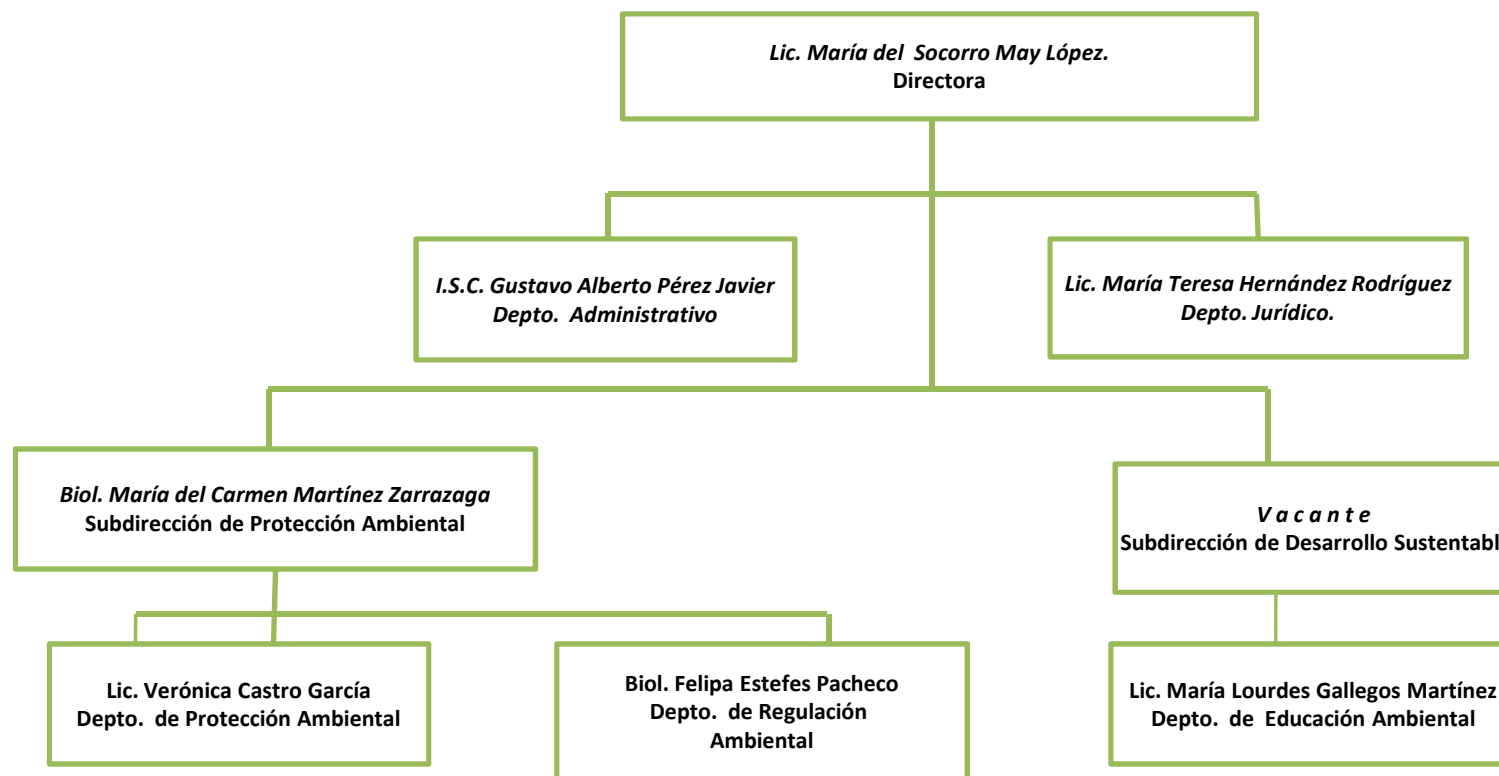 Lic. María del Socorro May López.
Directora
I.S.C. Gustavo Alberto Pérez Javier
Depto. Administrativo
Lic. María Teresa Hernández Rodríguez
Depto. Jurídico.
Biol. María del Carmen Martínez Zarrazaga
Subdirección de Protección Ambiental
V a c a n t e
Subdirección de Desarrollo Sustentabl
Lic. Verónica Castro García
Depto. de Protección Ambiental
Biol. Felipa Estefes Pacheco
Depto. de Regulación
Ambiental
Lic. María Lourdes Gallegos Martínez
Depto. de Educación Ambiental